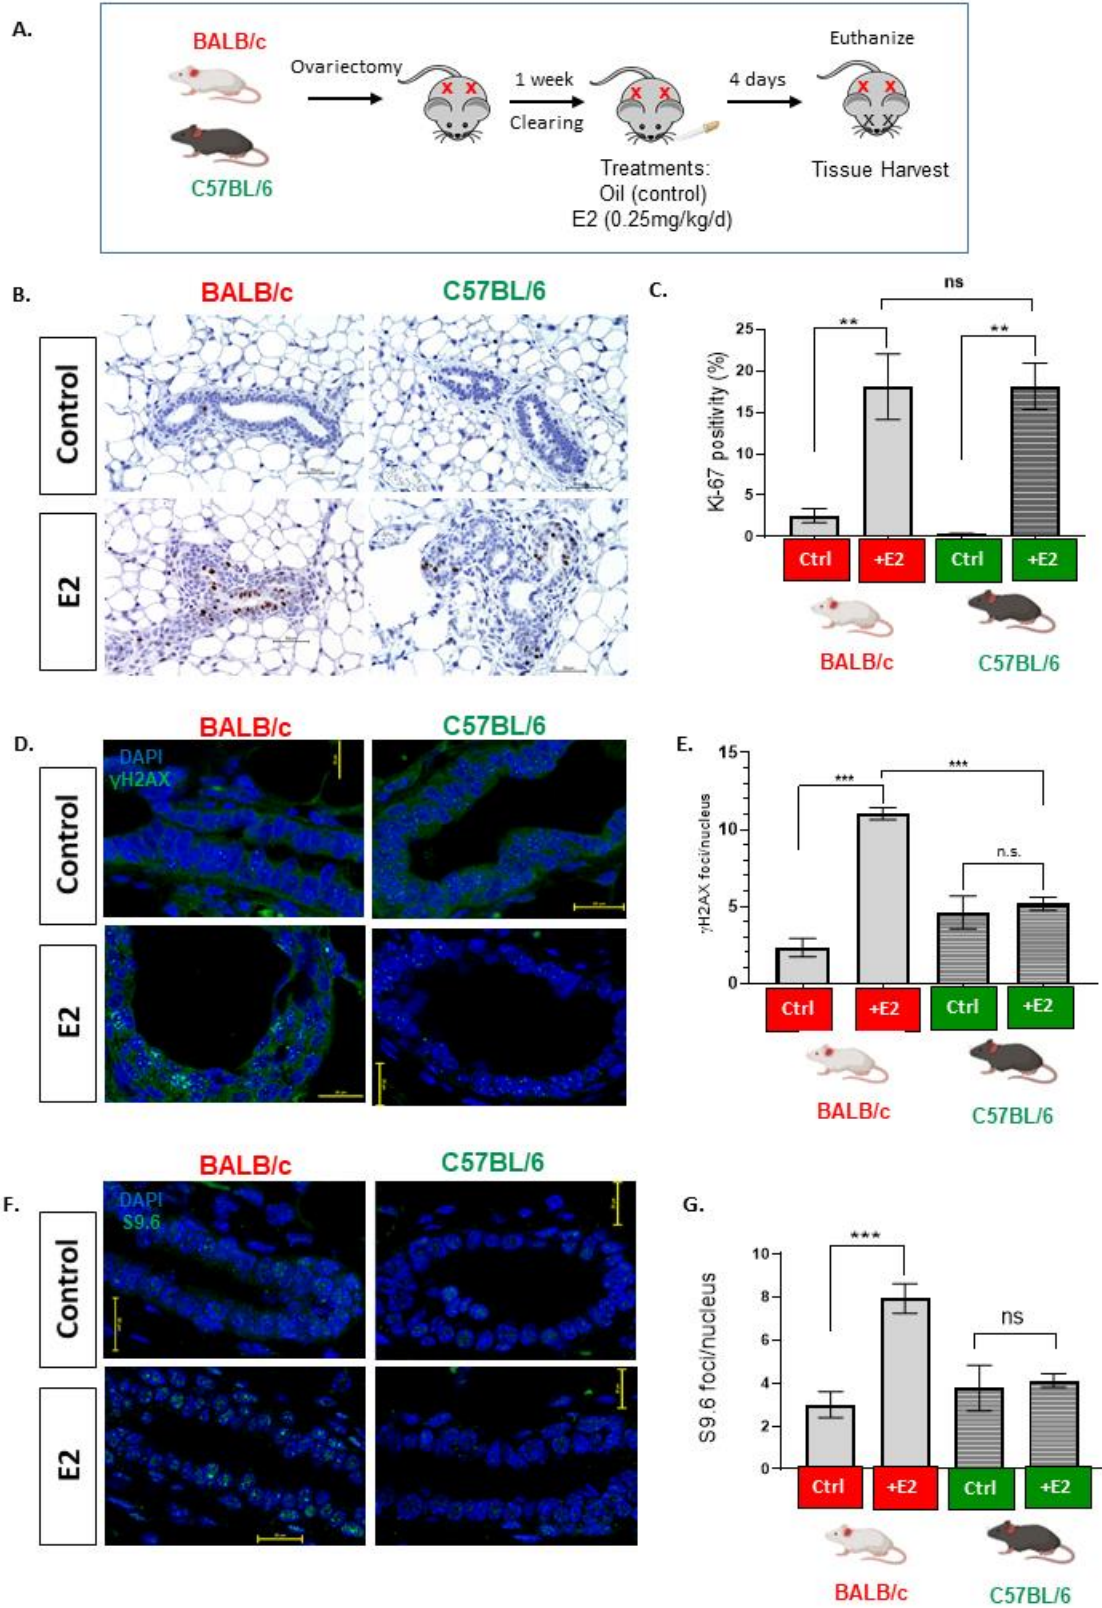 A.
BALB/c
C57BL/6
Ovariectomy
1 week
Clearing
Treatments:
Oil (control)
E2 (0.25mg/kg/d)
4 days
Euthanize
Tissue Harvest
B.
BALB/c
C57BL/6
Control
E2
C.
ns
**
**
Ki-67 positivity (%)
25
20
15
10
5
0
Ctrl
+E2
Ctrl
+E2
BALB/c
C57BL/6
D.
BALB/c
C57BL/6
DAPI
γH2AX
Control
E2
E.
***
***
n.s.
γH2AX foci/nucleus
15
10
5
0
Ctrl
+E2
Ctrl
+E2
BALB/c
C57BL/6
F.
BALB/c
C57BL/6
DAPI
S9.6
Control
E2
G.
***
ns
S9.6 foci/nucleus
10
8
6
4
2
0
Ctrl
+E2
Ctrl
+E2
BALB/c
C57BL/6